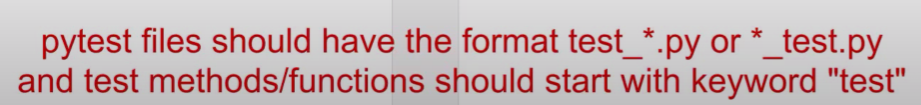 pytest files should have the format test_*.py or *_test.py
and test methods/functions should start with keyword "test"